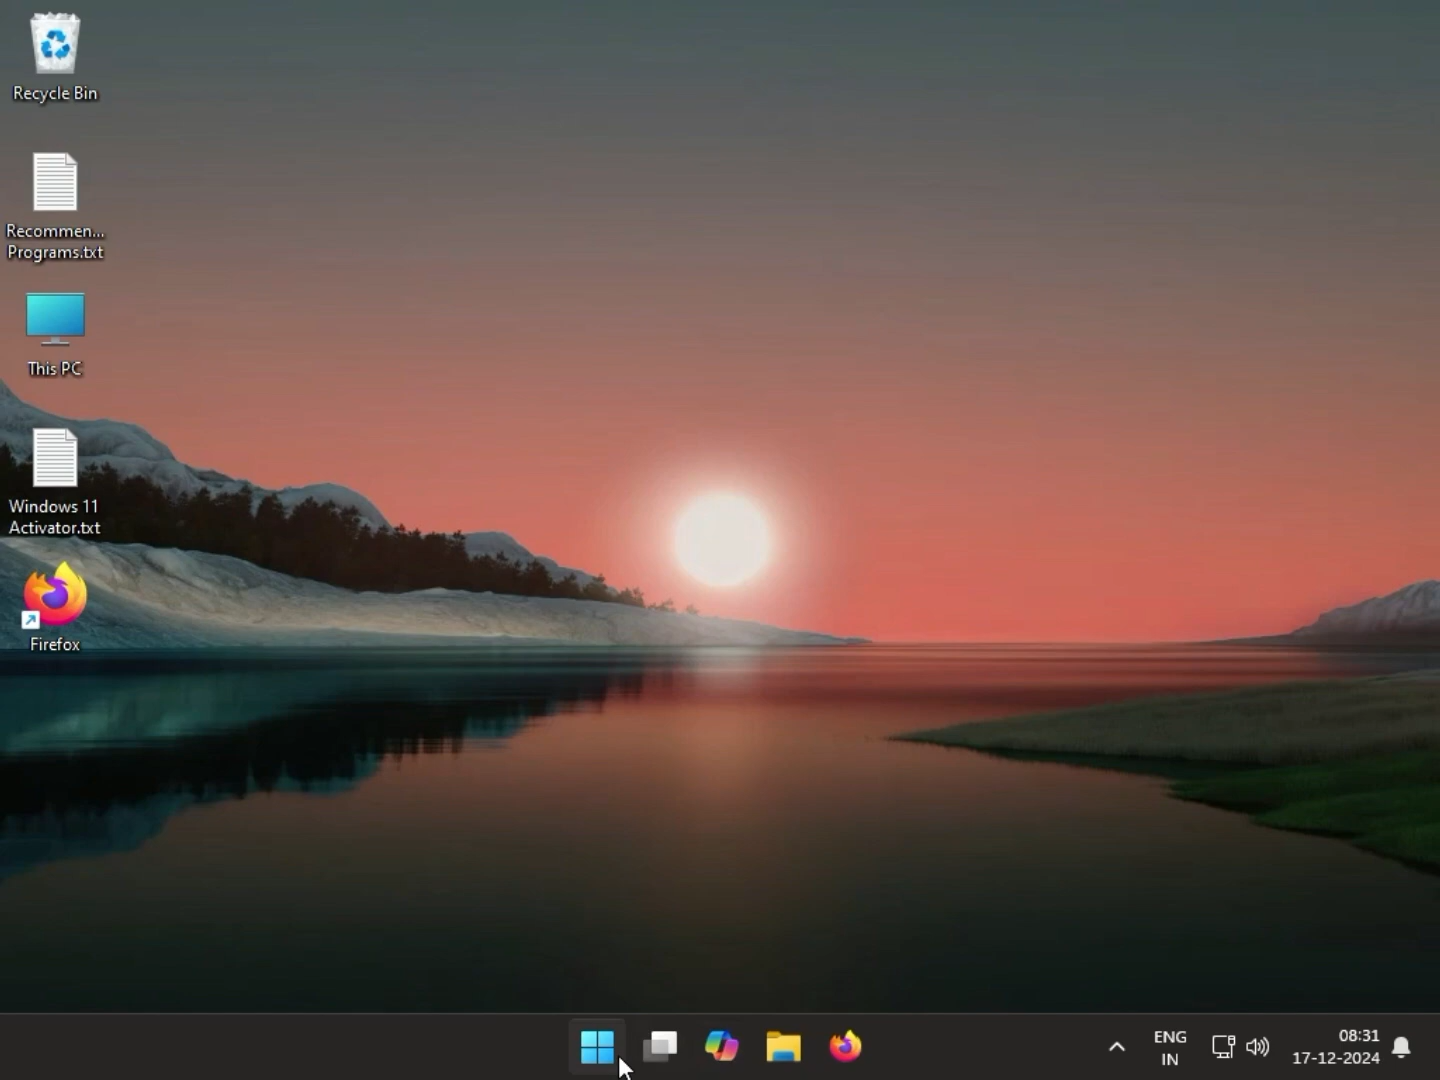 Recycle Bin
Recommen...
Programs.txt
This PC
Windows 11
Activator.txt
Firefox
ENG
IN
08:31
17-12-2024